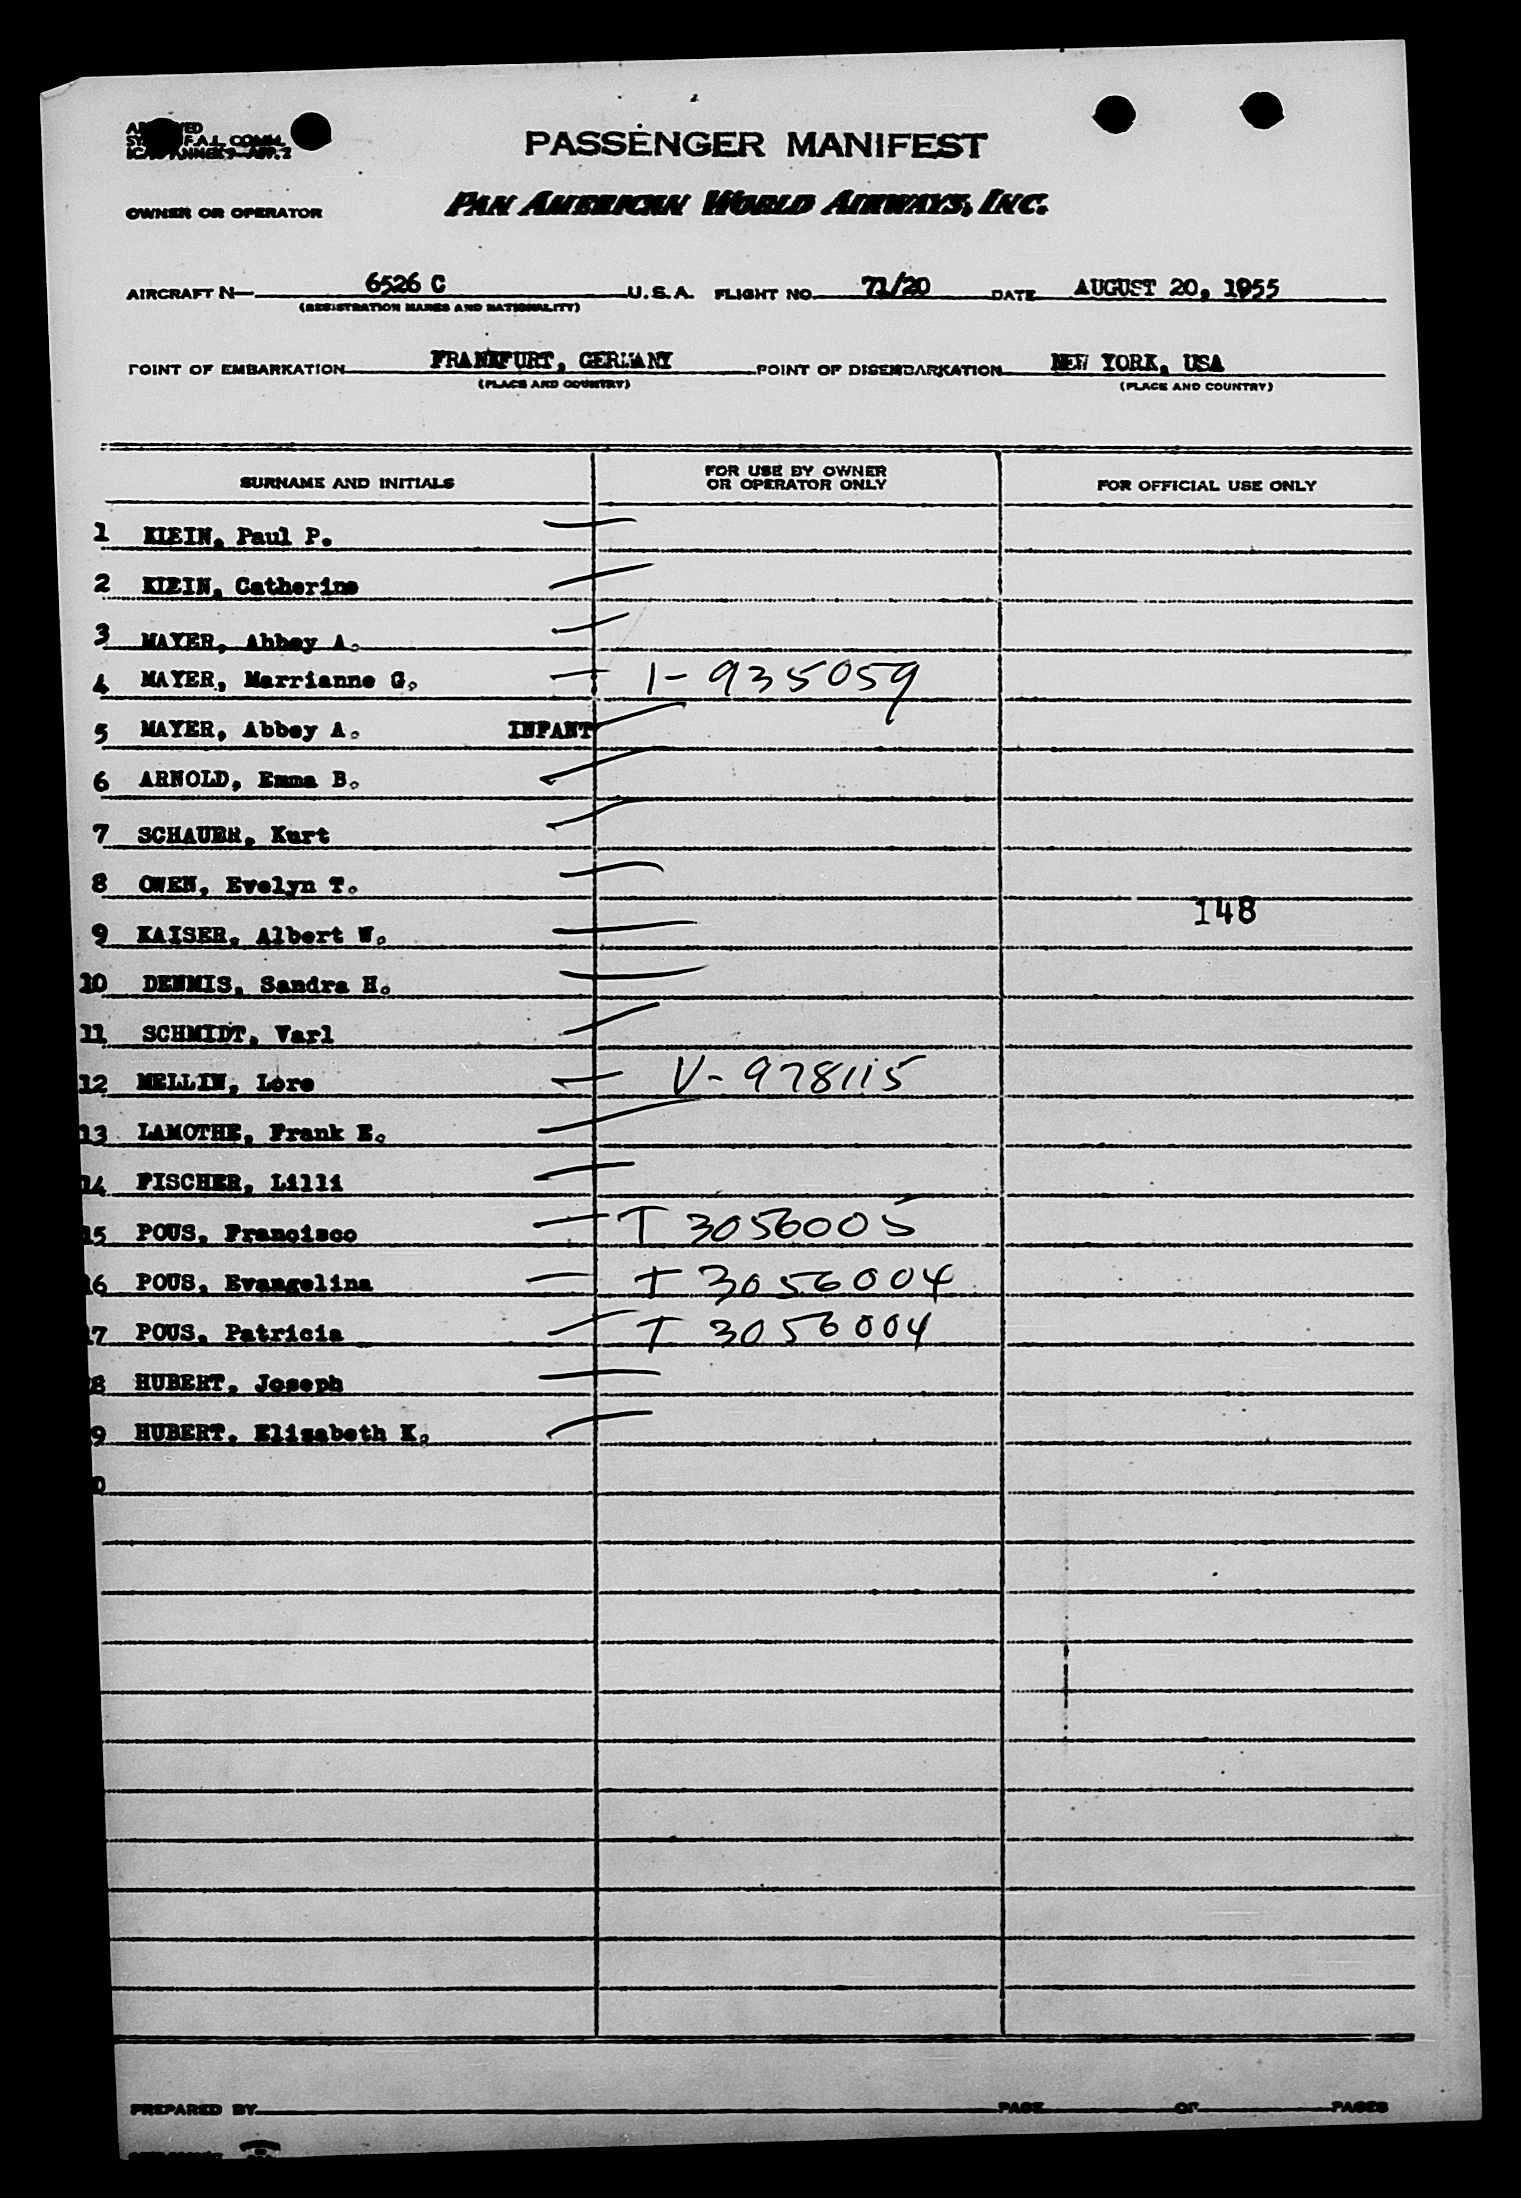 PASSENGER MANIFEST
F.A.L. COMM.
OWNER OR OPERATOR PAN AMERICAN WORLD AIRWAYS, INC.
AIRCRAFT N 6526 C U.S.A. FLIGHT NO. 71/20 DATE AUGUST 20, 1955
(REGISTRATION MARKS AND NATIONALITY)
POINT OF EMBARKATION FRANKFURT, GERMANY POINT OF DISEMBARKATION NEW YORK, USA
(PLACE AND COUNTRY) (PLACE AND COUNTRY)
SURNAME AND INITIALS FOR USE BY OWNER OR OPERATOR ONLY FOR OFFICIAL USE ONLY
1 KLEIN, Paul P.
2 KLEIN, Catherine
3 MAYER, Abbey A.
4 MAYER, Marrianne G. 1-935059
5 MAYER, Abbey A. INFANT
6 ARNOLD, Emma B.
7 SCHAUER, Kurt
8 OWEN, Evelyn T.
148
9 KAISER, Albert W.
10 DENNIS, Sandra H.
11 SCHMIDT, Varl
12 MELLIN, Lore V-978115
13 LAMOTHE, Frank E.
14 FISCHER, Lilli
15 POUS, Francisco T 3056005
16 POUS, Evangelina T 3056004
17 POUS, Patricia T 3056004
8 HUBERT, Joseph
9 HUBERT, Elizabeth K.
0
PREPARED BY PAGE OF PAGES